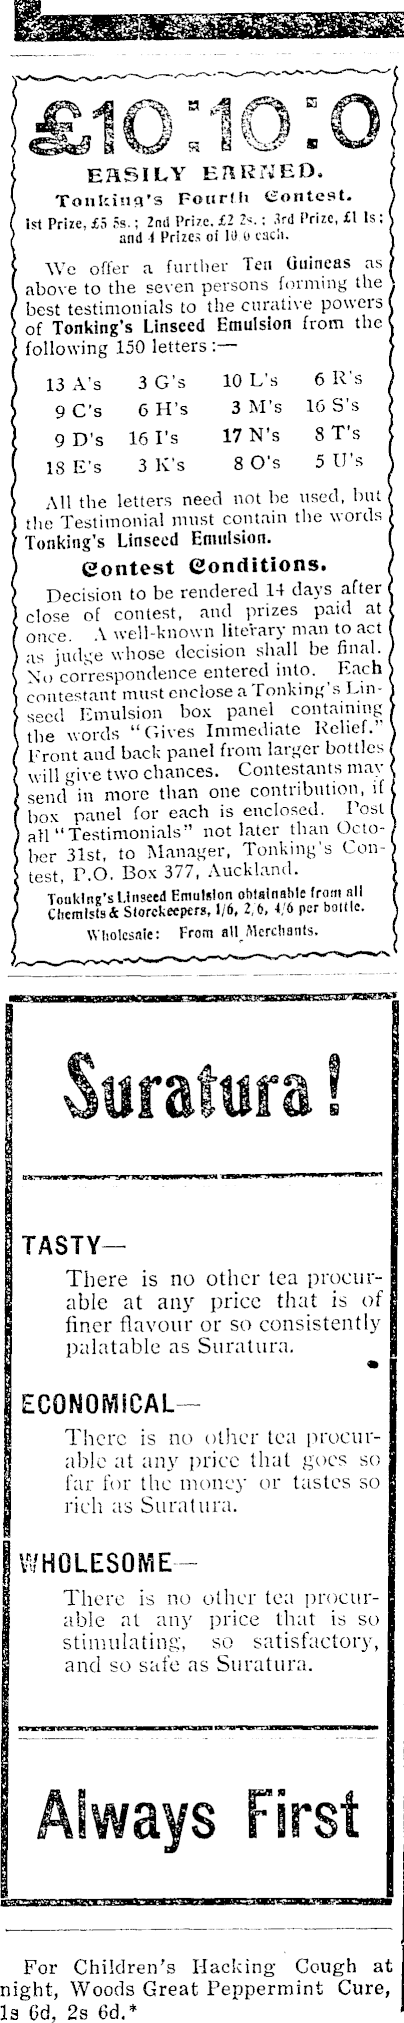 £10:10:0
EASILY EARNED.
Tonking's Fourth Contest.
1st Prize, £5 5s.; 2nd Prize, £2 2s.; 3rd Prize, £1 1s;
and 4 Prizes of 10/6 each.
We offer a further Ten Guineas as
above to the seven persons forming the
best testimonials to the curative powers
of Tonking's Linseed Emulsion from the
following 150 letters:—
13 A's 3 G's 10 L's 6 R's
9 C's 6 H's 3 M's 16 S's
9 D's 16 I's 17 N's 8 T's
18 E's 3 K's 8 O's 5 U's
All the letters need not be used, but
the Testimonial must contain the words
Tonking's Linseed Emulsion.
Contest Conditions.
Decision to be rendered 14 days after
close of contest, and prizes paid at
once. A well-known literary man to act
as judge whose decision shall be final.
No correspondence entered into. Each
contestant must enclose a Tonking's Lin-
seed Emulsion box panel containing
the words "Gives Immediate Relief."
Front and back panel from larger bottles
will give two chances. Contestants may
send in more than one contribution, if
box panel for each is enclosed. Post
all "Testimonials" not later than Octo-
ber 31st, to Manager, Tonking's Con-
test, P.O. Box 377, Auckland.
Tonking's Linseed Emulsion obtainable from all
Chemists & Storekeepers, 1/6, 2/6, 4/6 per bottle.
Wholesale: From all Merchants.
Suratura!
TASTY—
There is no other tea procur-
able at any price that is of
finer flavour or so consistently
palatable as Suratura.
ECONOMICAL—
There is no other tea procur-
able at any price that goes so
far for the money or tastes so
rich as Suratura.
WHOLESOME—
There is no other tea procur-
able at any price that is so
stimulating, so satisfactory,
and so safe as Suratura.
Always First
For Children's Hacking Cough at
night, Woods Great Peppermint Cure,
1s 6d, 2s 6d.*